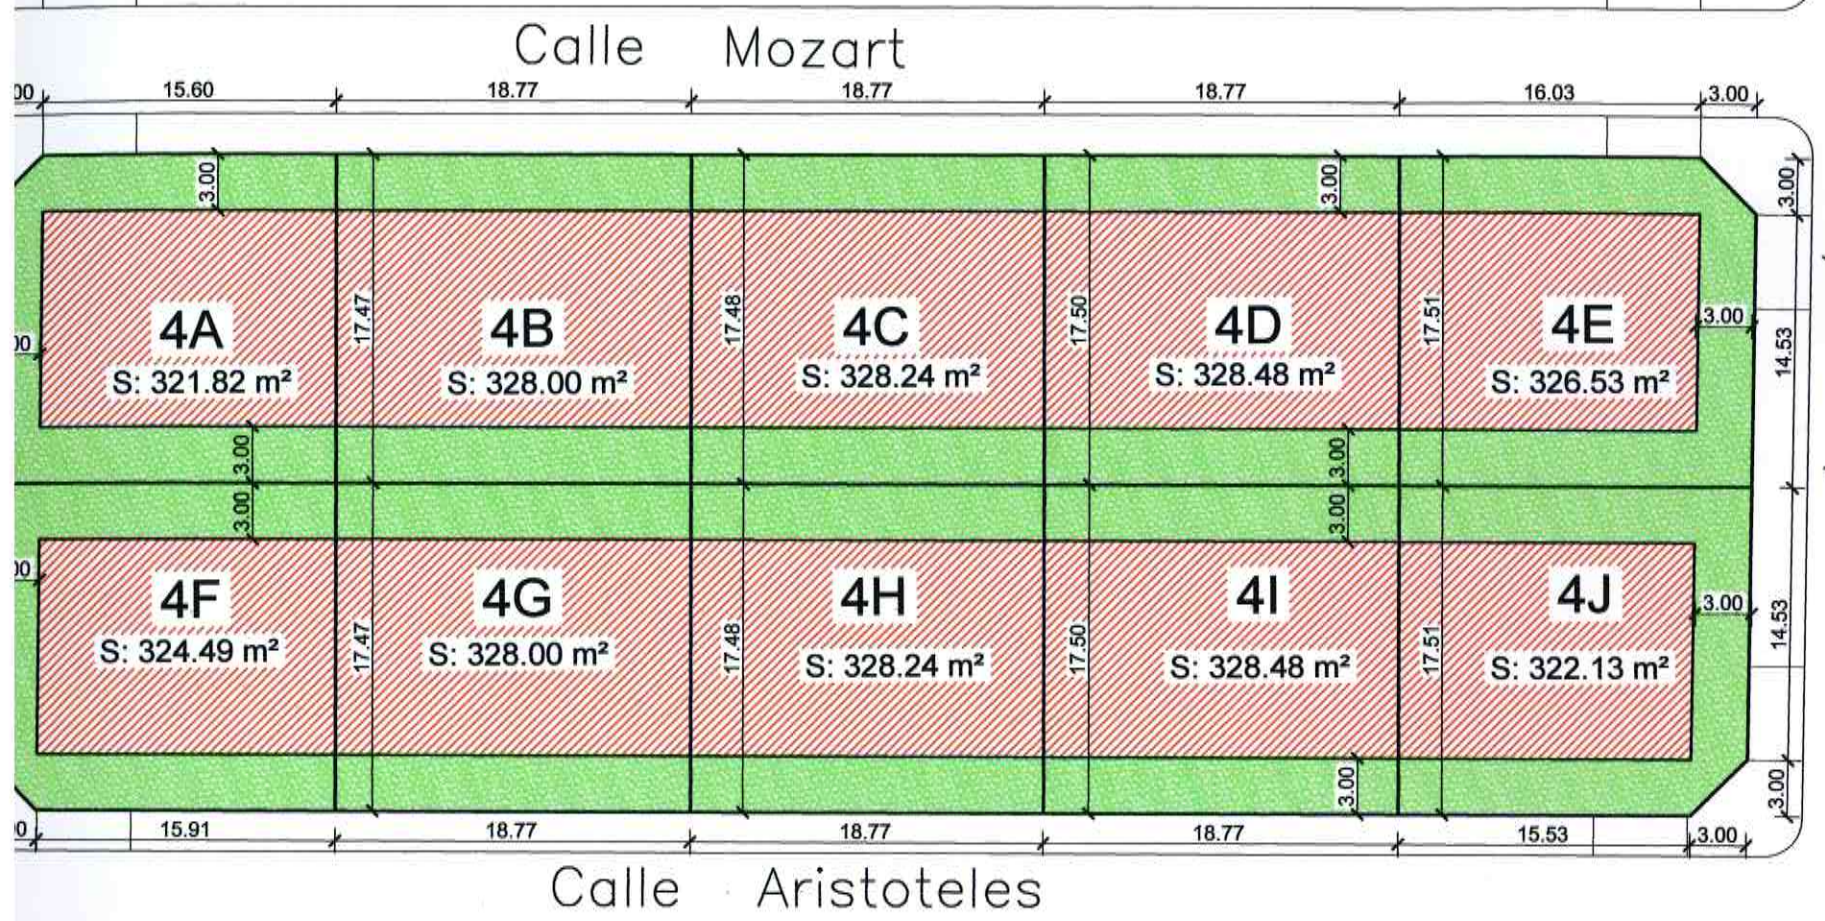 Calle Mozart
00 15.60 18.77 18.77 18.77 16.03 3.00
3.00 3.00 3.00
17.47 17.48 17.50 17.51
4A 4B 4C 4D 4E
S: 321.82 m² S: 328.00 m² S: 328.24 m² S: 328.48 m² S: 326.53 m²
00 3.00 14.53
3.00 3.00
3.00 3.00
00 3.00 14.53
4F 4G 4H 4I 4J
S: 324.49 m² S: 328.00 m² S: 328.24 m² S: 328.48 m² S: 322.13 m²
17.47 17.48 17.50 17.51
3.00 3.00
0 15.91 18.77 18.77 18.77 15.53 3.00
Calle Aristoteles